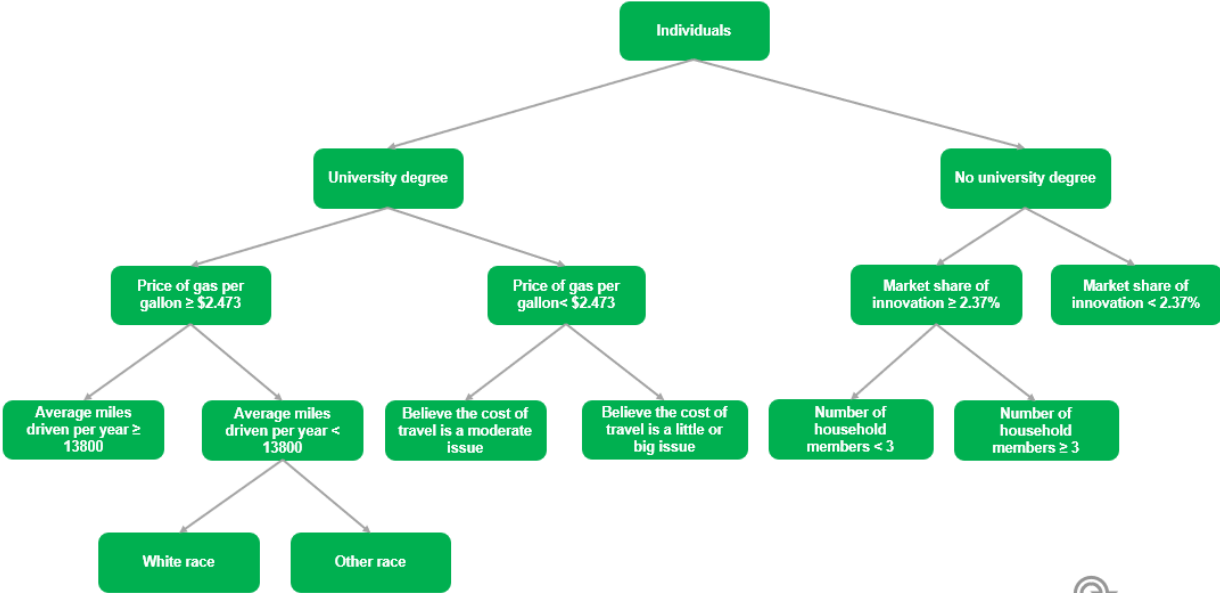 Individuals
University degree
No university degree
Price of gas per
gallon ≥ $2.473
Price of gas per
gallon< $2.473
Market share of
innovation ≥ 2.37%
Market share of
innovation < 2.37%
Average miles
driven per year ≥
13800
Average miles
driven per year <
13800
Believe the cost of
travel is a moderate
issue
Believe the cost of
travel is a little or
big issue
Number of
household
members < 3
Number of
household
members ≥ 3
White race
Other race